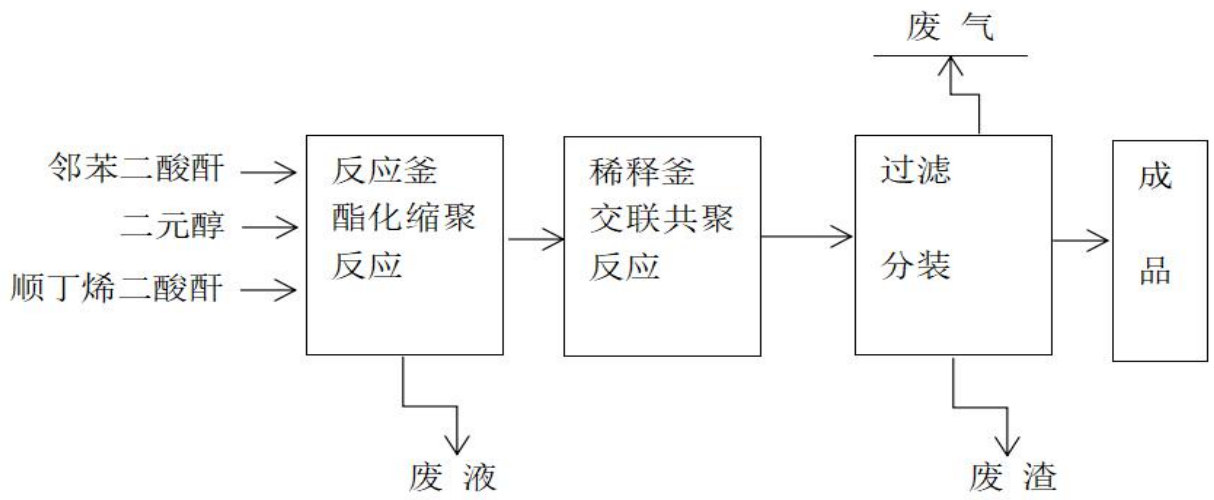 废 气
邻苯二酸酐
二元醇
顺丁烯二酸酐
反应釜
酯化缩聚
反应
稀释釜
交联共聚
反应
过滤
分装
成
品
废 液
废 渣